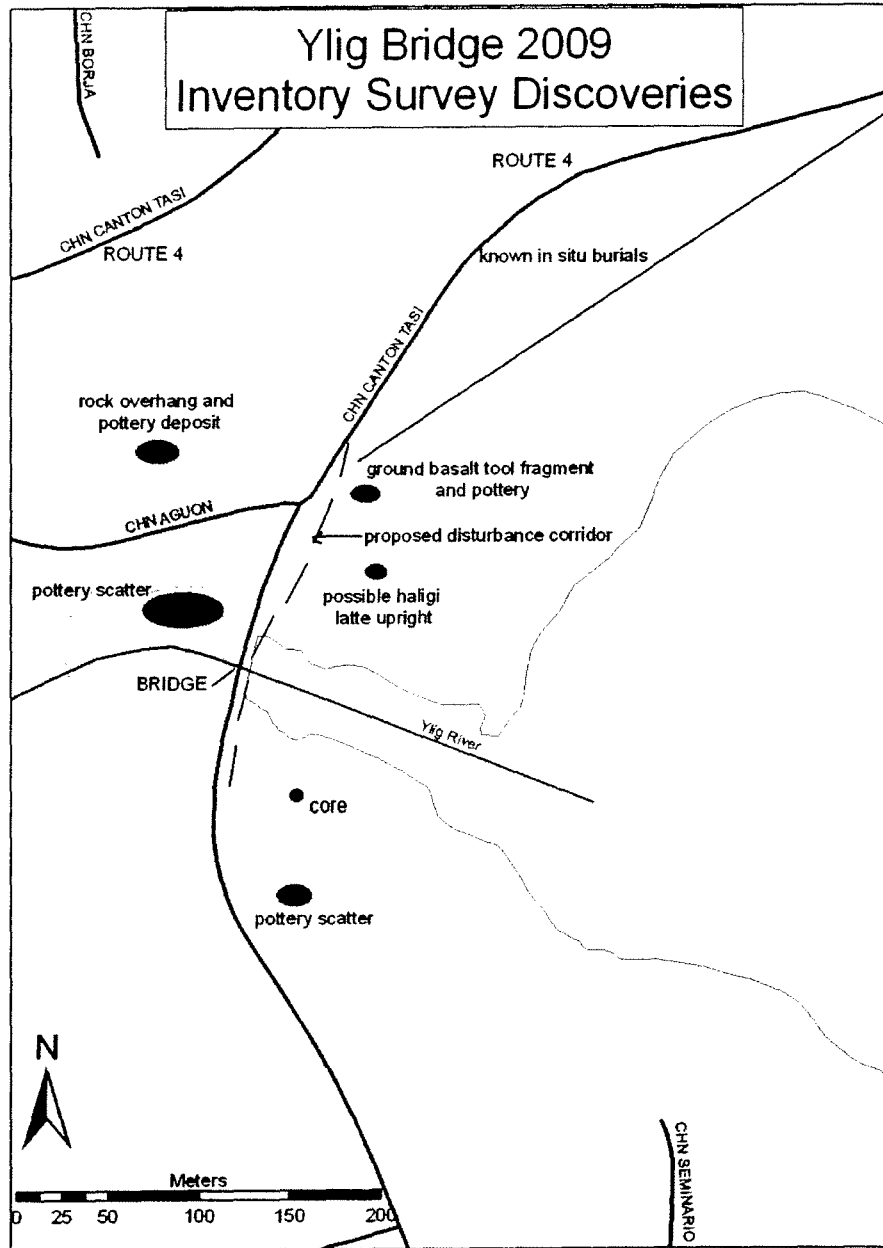 Ylig Bridge 2009
Inventory Survey Discoveries
CHN BORJA
ROUTE 4
CHN CANTON TASI
ROUTE 4
known in situ burials
CHN CANTON TASI
rock overhang and
pottery deposit
ground basalt tool fragment
and pottery
CHN AGUON
proposed disturbance corridor
pottery scatter
possible haligi
latte upright
BRIDGE
Ylig River
core
pottery scatter
N
CHN SEMINARIO
Meters
0 25 50 100 150 200